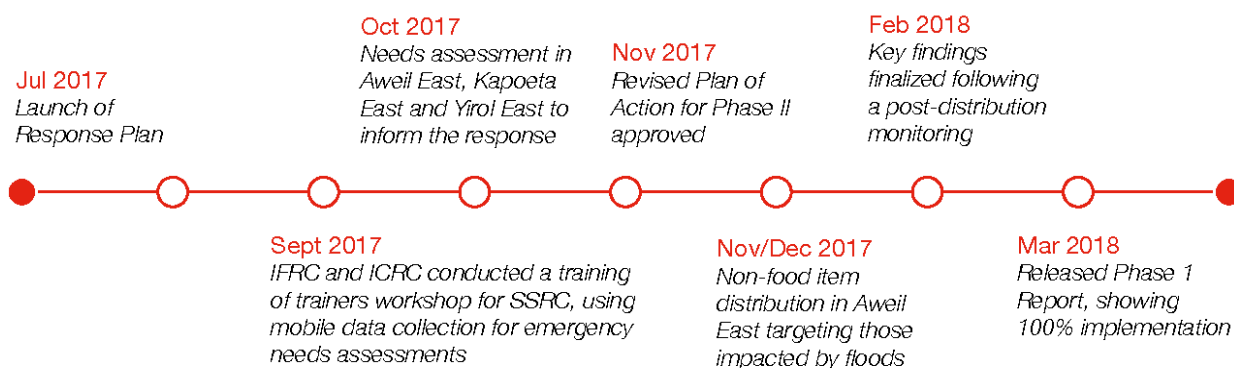 Jul 2017
Launch of
Response Plan
Sept 2017
IFRC and ICRC conducted a training
of trainers workshop for SSRC, using
mobile data collection for emergency
needs assessments
Oct 2017
Needs assessment in
Aweil East, Kapoeta
East and Yirol East to
inform the response
Nov 2017
Revised Plan of
Action for Phase II
approved
Nov/Dec 2017
Non-food item
distribution in Aweil
East targeting those
impacted by floods
Feb 2018
Key findings
finalized following
a post-distribution
monitoring
Mar 2018
Released Phase 1
Report, showing
100% implementation